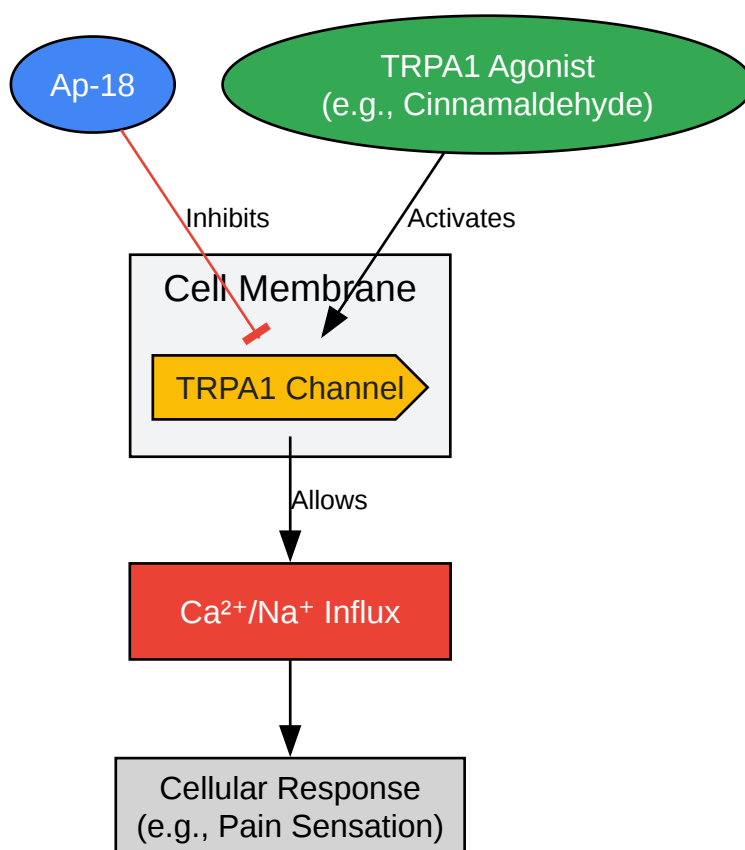 Ap-18
TRPA1 Agonist
(e.g., Cinnamaldehyde)
Inhibits
Activates
Cell Membrane
TRPA1 Channel
Allows
Ca²⁺/Na⁺ Influx
Cellular Response
(e.g., Pain Sensation)